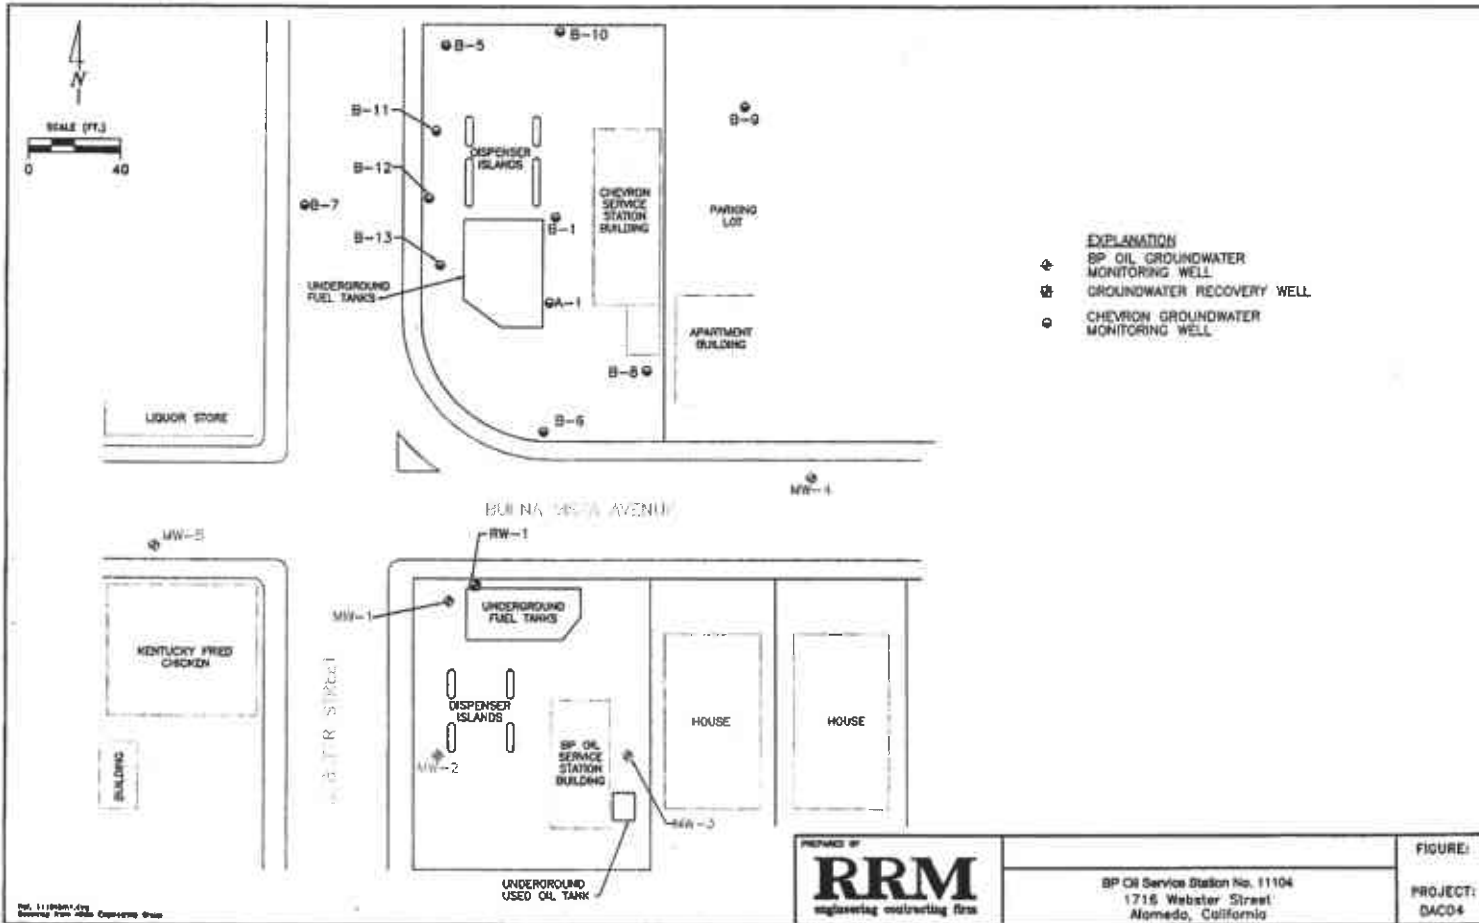 N
SCALE (FT.)
0 40
B-5
B-10
B-11
B-9
DISPENSER
ISLANDS
B-12
CHEVRON
SERVICE
STATION
BUILDING
B-7
PARKING
LOT
B-1
B-13
UNDERGROUND
FUEL TANKS
A-1
APARTMENT
BUILDING
B-8
B-6
LIQUOR STORE
EXPLANATION
BP OIL GROUNDWATER
MONITORING WELL
GROUNDWATER RECOVERY WELL
CHEVRON GROUNDWATER
MONITORING WELL
MW-4
BUENA VISTA AVENUE
MW-5
RW-1
MW-1
UNDERGROUND
FUEL TANKS
KENTUCKY FRIED
CHICKEN
STREET
DISPENSER
ISLANDS
HOUSE
HOUSE
BUILDING
MW-2
BP OIL
SERVICE
STATION
BUILDING
MW-3
UNDERGROUND
USED OIL TANK
PREPARED BY
RRM
engineering contracting firm
BP Oil Service Station No. 11104
1716 Webster Street
Alameda, California
FIGURE:
PROJECT:
DAC04